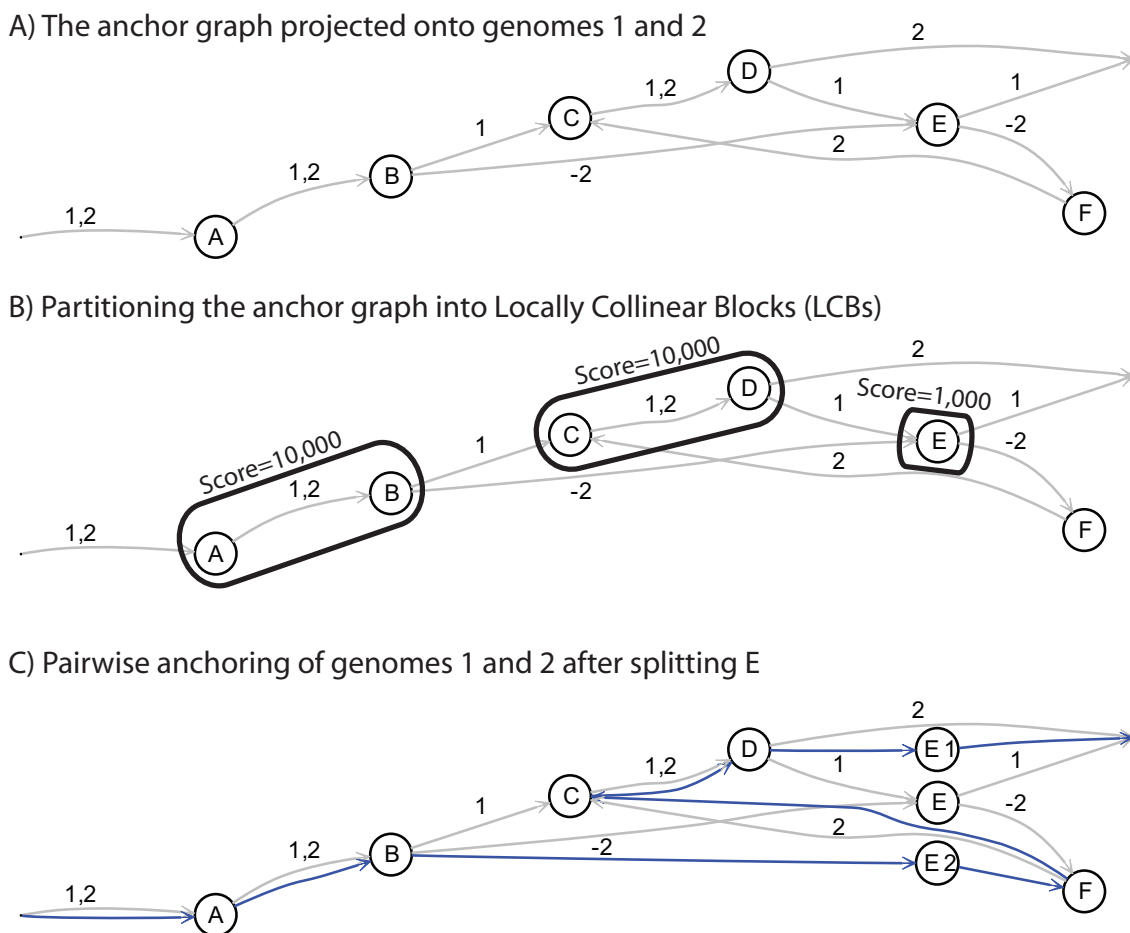 A) The anchor graph projected onto genomes 1 and 2
2
D
1,2
1
1
C
1
E
-2
1,2
B
2
-2
1,2
A
F
B) Partitioning the anchor graph into Locally Collinear Blocks (LCBs)
2
Score=10,000
D
Score=1,000
1,2
1
1
C
Score=10,000
1
E
-2
1,2
B
2
-2
1,2
A
F
C) Pairwise anchoring of genomes 1 and 2 after splitting E
2
D
E 1
1,2
1
1
C
1
E
-2
2
1,2
B
-2
E 2
1,2
A
F